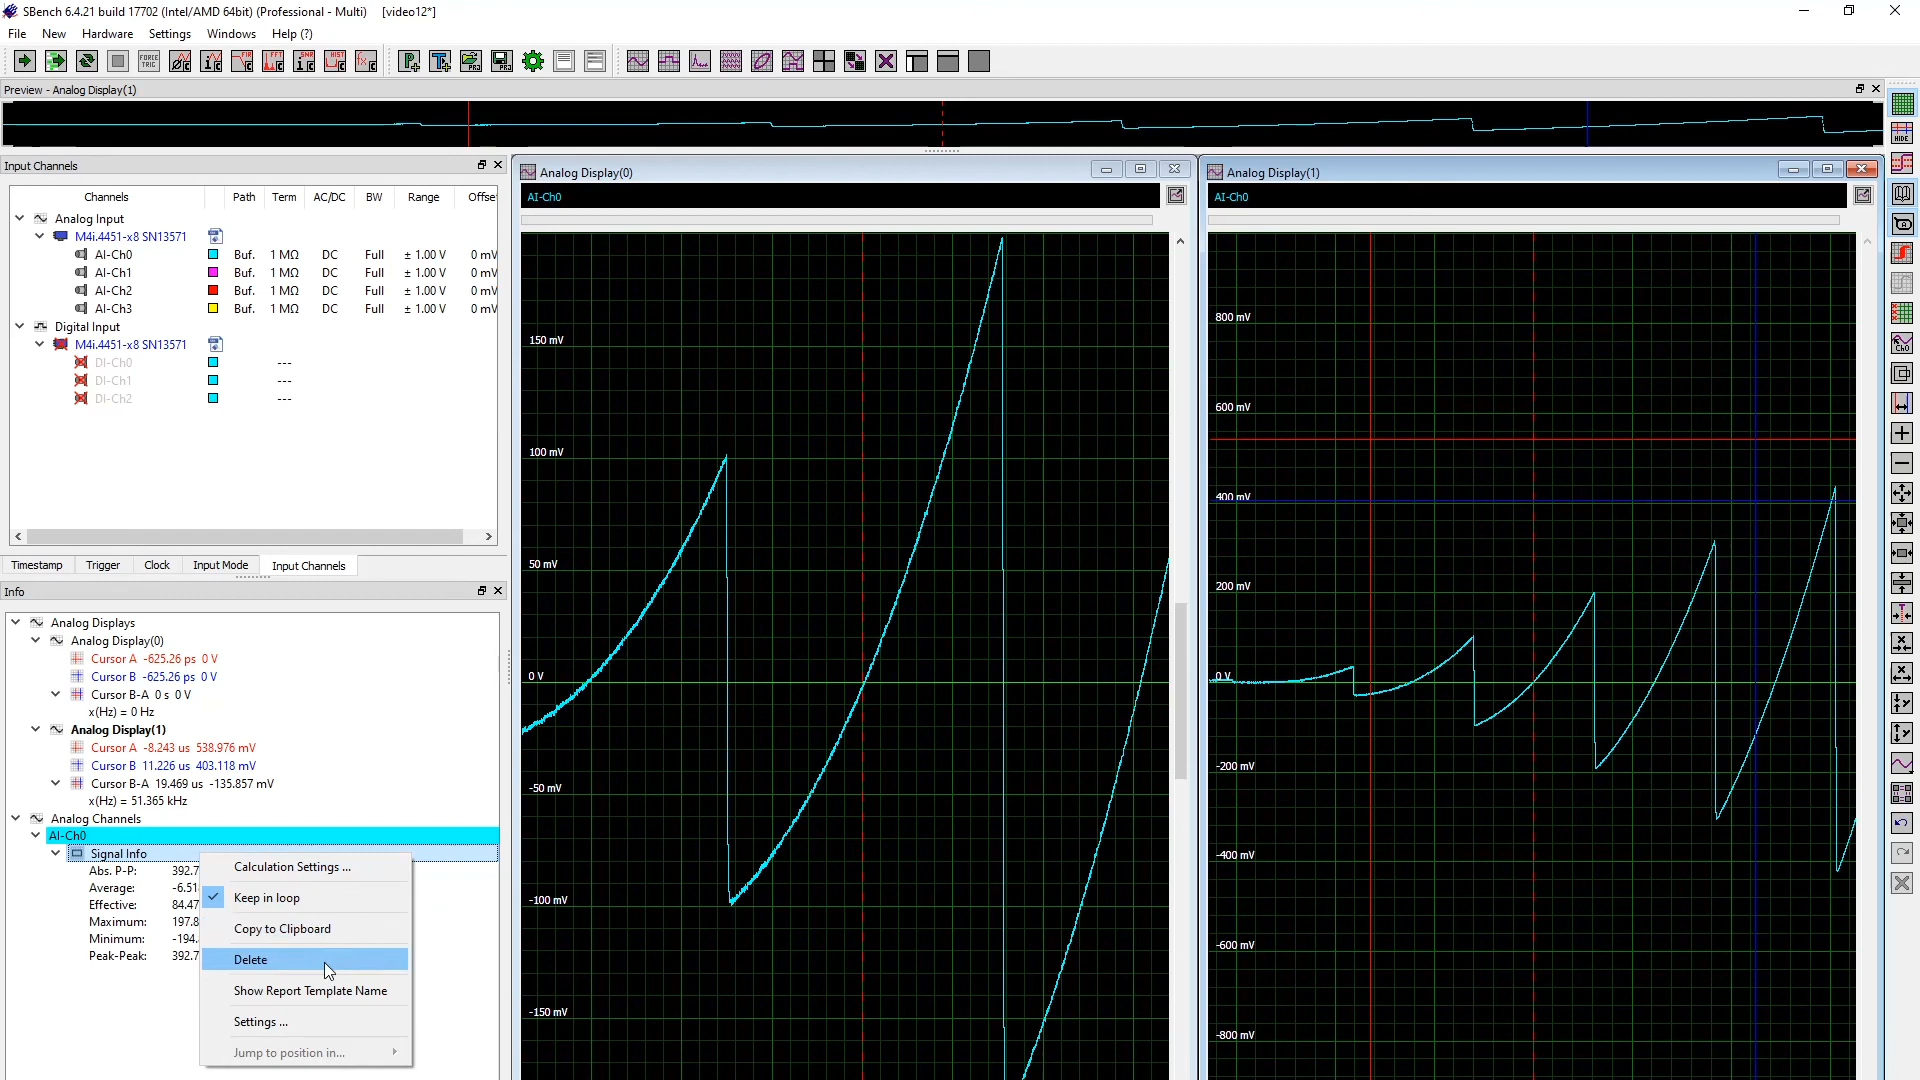 SBench 6.4.21 build 17702 (Intel/AMD 64bit) (Professional - Multi) [video12*]
File New Hardware Settings Windows Help (?)
Preview - Analog Display(1)
Input Channels
Channels Path Term AC/DC BW Range Offset
Analog Input
M4i.4451-x8 SN13571
AI-Ch0 Buf. 1 MΩ DC Full ± 1.00 V 0 mV
AI-Ch1 Buf. 1 MΩ DC Full ± 1.00 V 0 mV
AI-Ch2 Buf. 1 MΩ DC Full ± 1.00 V 0 mV
AI-Ch3 Buf. 1 MΩ DC Full ± 1.00 V 0 mV
Digital Input
M4i.4451-x8 SN13571
DI-Ch0 ---
DI-Ch1 ---
DI-Ch2 ---
Timestamp Trigger Clock Input Mode Input Channels
Info
Analog Displays
Analog Display(0)
Cursor A -625.26 ps 0 V
Cursor B -625.26 ps 0 V
Cursor B-A 0 s 0 V
x(Hz) = 0 Hz
Analog Display(1)
Cursor A -8.243 us 538.976 mV
Cursor B 11.226 us 403.118 mV
Cursor B-A 19.469 us -135.857 mV
x(Hz) = 51.365 kHz
Analog Channels
AI-Ch0
Signal Info
Abs. P-P: 392.7
Average: -6.51
Effective: 84.47
Maximum: 197.8
Minimum: -194.
Peak-Peak: 392.7
Calculation Settings ...
Keep in loop
Copy to Clipboard
Delete
Show Report Template Name
Settings ...
Jump to position in...
Analog Display(0)
AI-Ch0
150 mV
100 mV
50 mV
0 V
-50 mV
-100 mV
-150 mV
Analog Display(1)
AI-Ch0
800 mV
600 mV
400 mV
200 mV
0 V
-200 mV
-400 mV
-600 mV
-800 mV
HIDE
Ch0